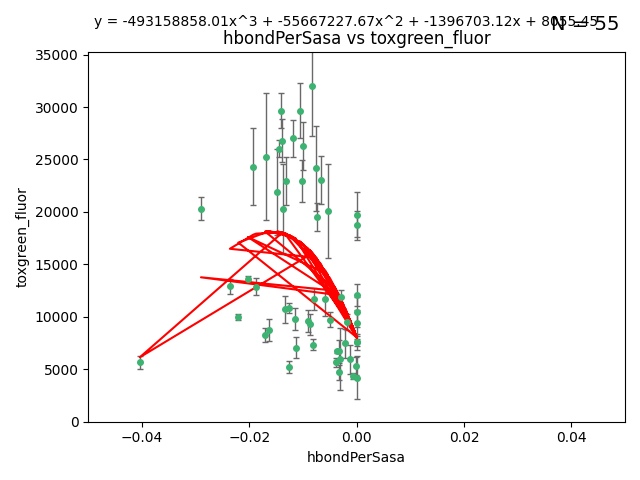 y = -493158858.01x^3 + -55667227.67x^2 + -1396703.12x + 8055.45
N = 55
hbondPerSasa vs toxgreen_fluor
35000
30000
25000
20000
15000
10000
5000
0
toxgreen_fluor
−0.04
−0.02
0.00
0.02
0.04
hbondPerSasa